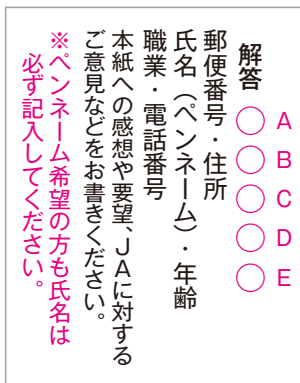 解答 ○A ○B ○C ○D ○E
郵便番号・住所
氏名（ペンネーム）・年齢
職業・電話番号
本紙への感想や要望、JAに対する
ご意見などをお書きください。
※ペンネーム希望の方も氏名は
必ず記入してください。